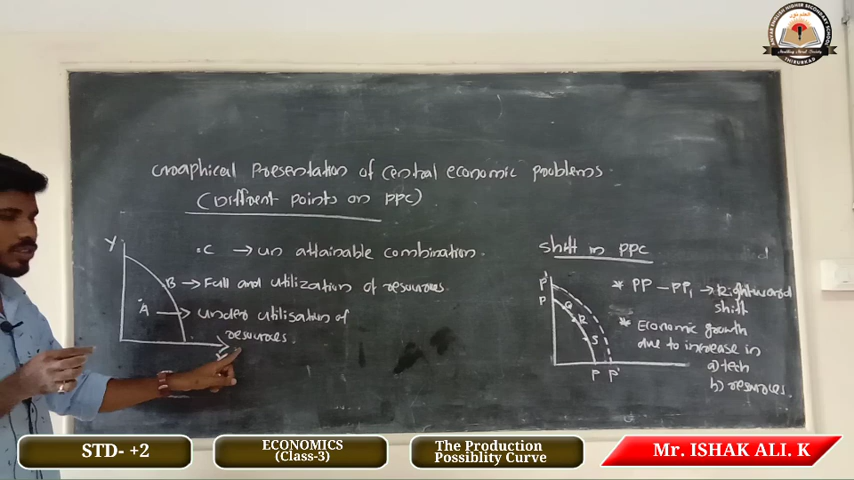 Graphical Presentation of Central economic problems
(Different points on PPC)
Y
.C → un attainable combination.
B → Full and utilization of resources
A → under utilisation of
resources.
Shift in PPC
P'
P
Q
R
S
P P'
* PP - PP1 → Rightward
shift
* Economic growth
due to increase in
a) tech
b) resources.
THIRURKAD
STD- +2
ECONOMICS
(Class-3)
The Production
Possiblity Curve
Mr. ISHAK ALI. K